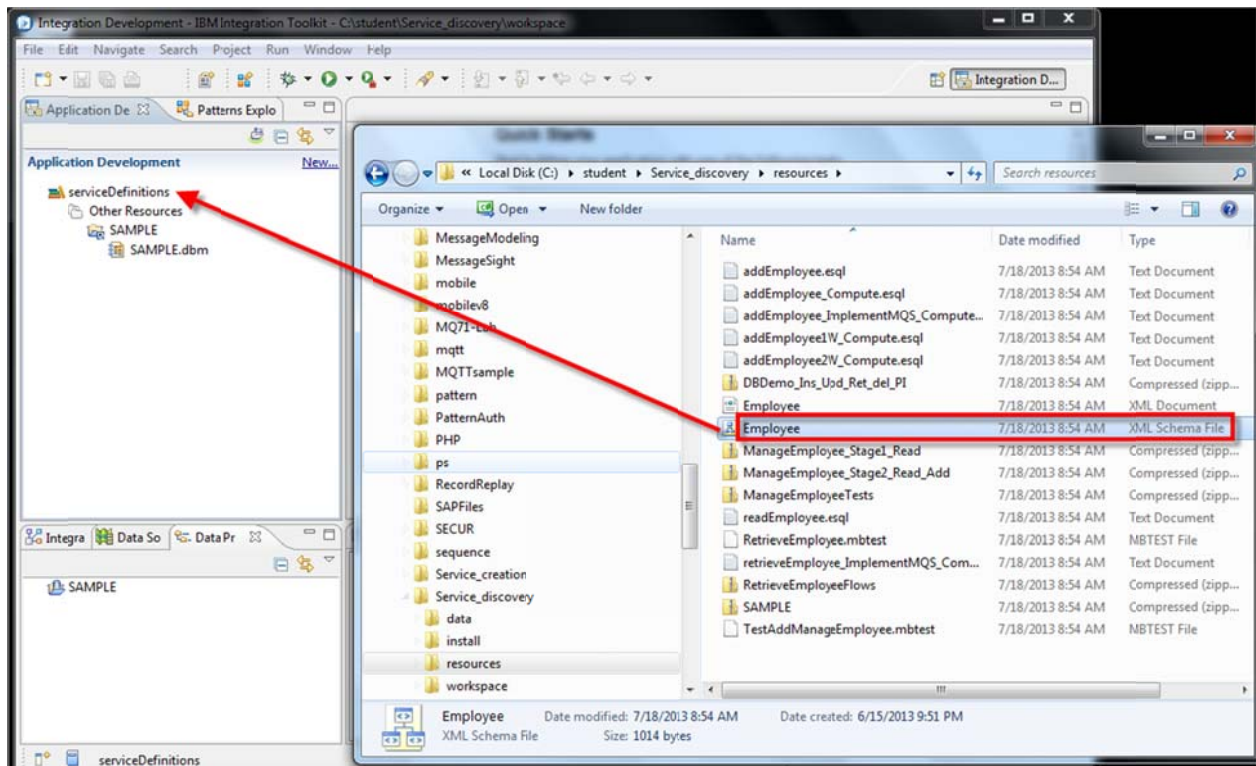 Integration Development - IBM Integration Toolkit - C:\student\Service_discovery\workspace
File Edit Navigate Search Project Run Window Help
Integration D...
Application De
Patterns Explo
Application Development
New...
serviceDefinitions
Other Resources
SAMPLE
SAMPLE.dbm
Integra
Data So
Data Pr
SAMPLE
serviceDefinitions
Quick Starts
« Local Disk (C:) ▸ student ▸ Service_discovery ▸ resources ▸
Search resources
Organize
Open
New folder
MessageModeling
MessageSight
mobile
mobilev8
MQ71-Lab
mqtt
MQTTsample
pattern
PatternAuth
PHP
ps
RecordReplay
SAPFiles
SECUR
sequence
Service_creation
Service_discovery
data
install
resources
workspace
Name Date modified Type
addEmployee.esql 7/18/2013 8:54 AM Text Document
addEmployee_Compute.esql 7/18/2013 8:54 AM Text Document
addEmployee_ImplementMQS_Compute... 7/18/2013 8:54 AM Text Document
addEmployee1W_Compute.esql 7/18/2013 8:54 AM Text Document
addEmployee2W_Compute.esql 7/18/2013 8:54 AM Text Document
DBDemo_Ins_Upd_Ret_del_PI 7/18/2013 8:54 AM Compressed (zipp...
Employee 7/18/2013 8:54 AM XML Document
Employee 7/18/2013 8:54 AM XML Schema File
ManageEmployee_Stage1_Read 7/18/2013 8:54 AM Compressed (zipp...
ManageEmployee_Stage2_Read_Add 7/18/2013 8:54 AM Compressed (zipp...
ManageEmployeeTests 7/18/2013 8:54 AM Compressed (zipp...
readEmployee.esql 7/18/2013 8:54 AM Text Document
RetrieveEmployee.mbtest 7/18/2013 8:54 AM MBTEST File
retrieveEmployee_ImplementMQS_Com... 7/18/2013 8:54 AM Text Document
RetrieveEmployeeFlows 7/18/2013 8:54 AM Compressed (zipp...
SAMPLE 7/18/2013 8:54 AM Compressed (zipp...
TestAddManageEmployee.mbtest 7/18/2013 8:54 AM MBTEST File
Employee Date modified: 7/18/2013 8:54 AM Date created: 6/15/2013 9:51 PM
XML Schema File Size: 1014 bytes